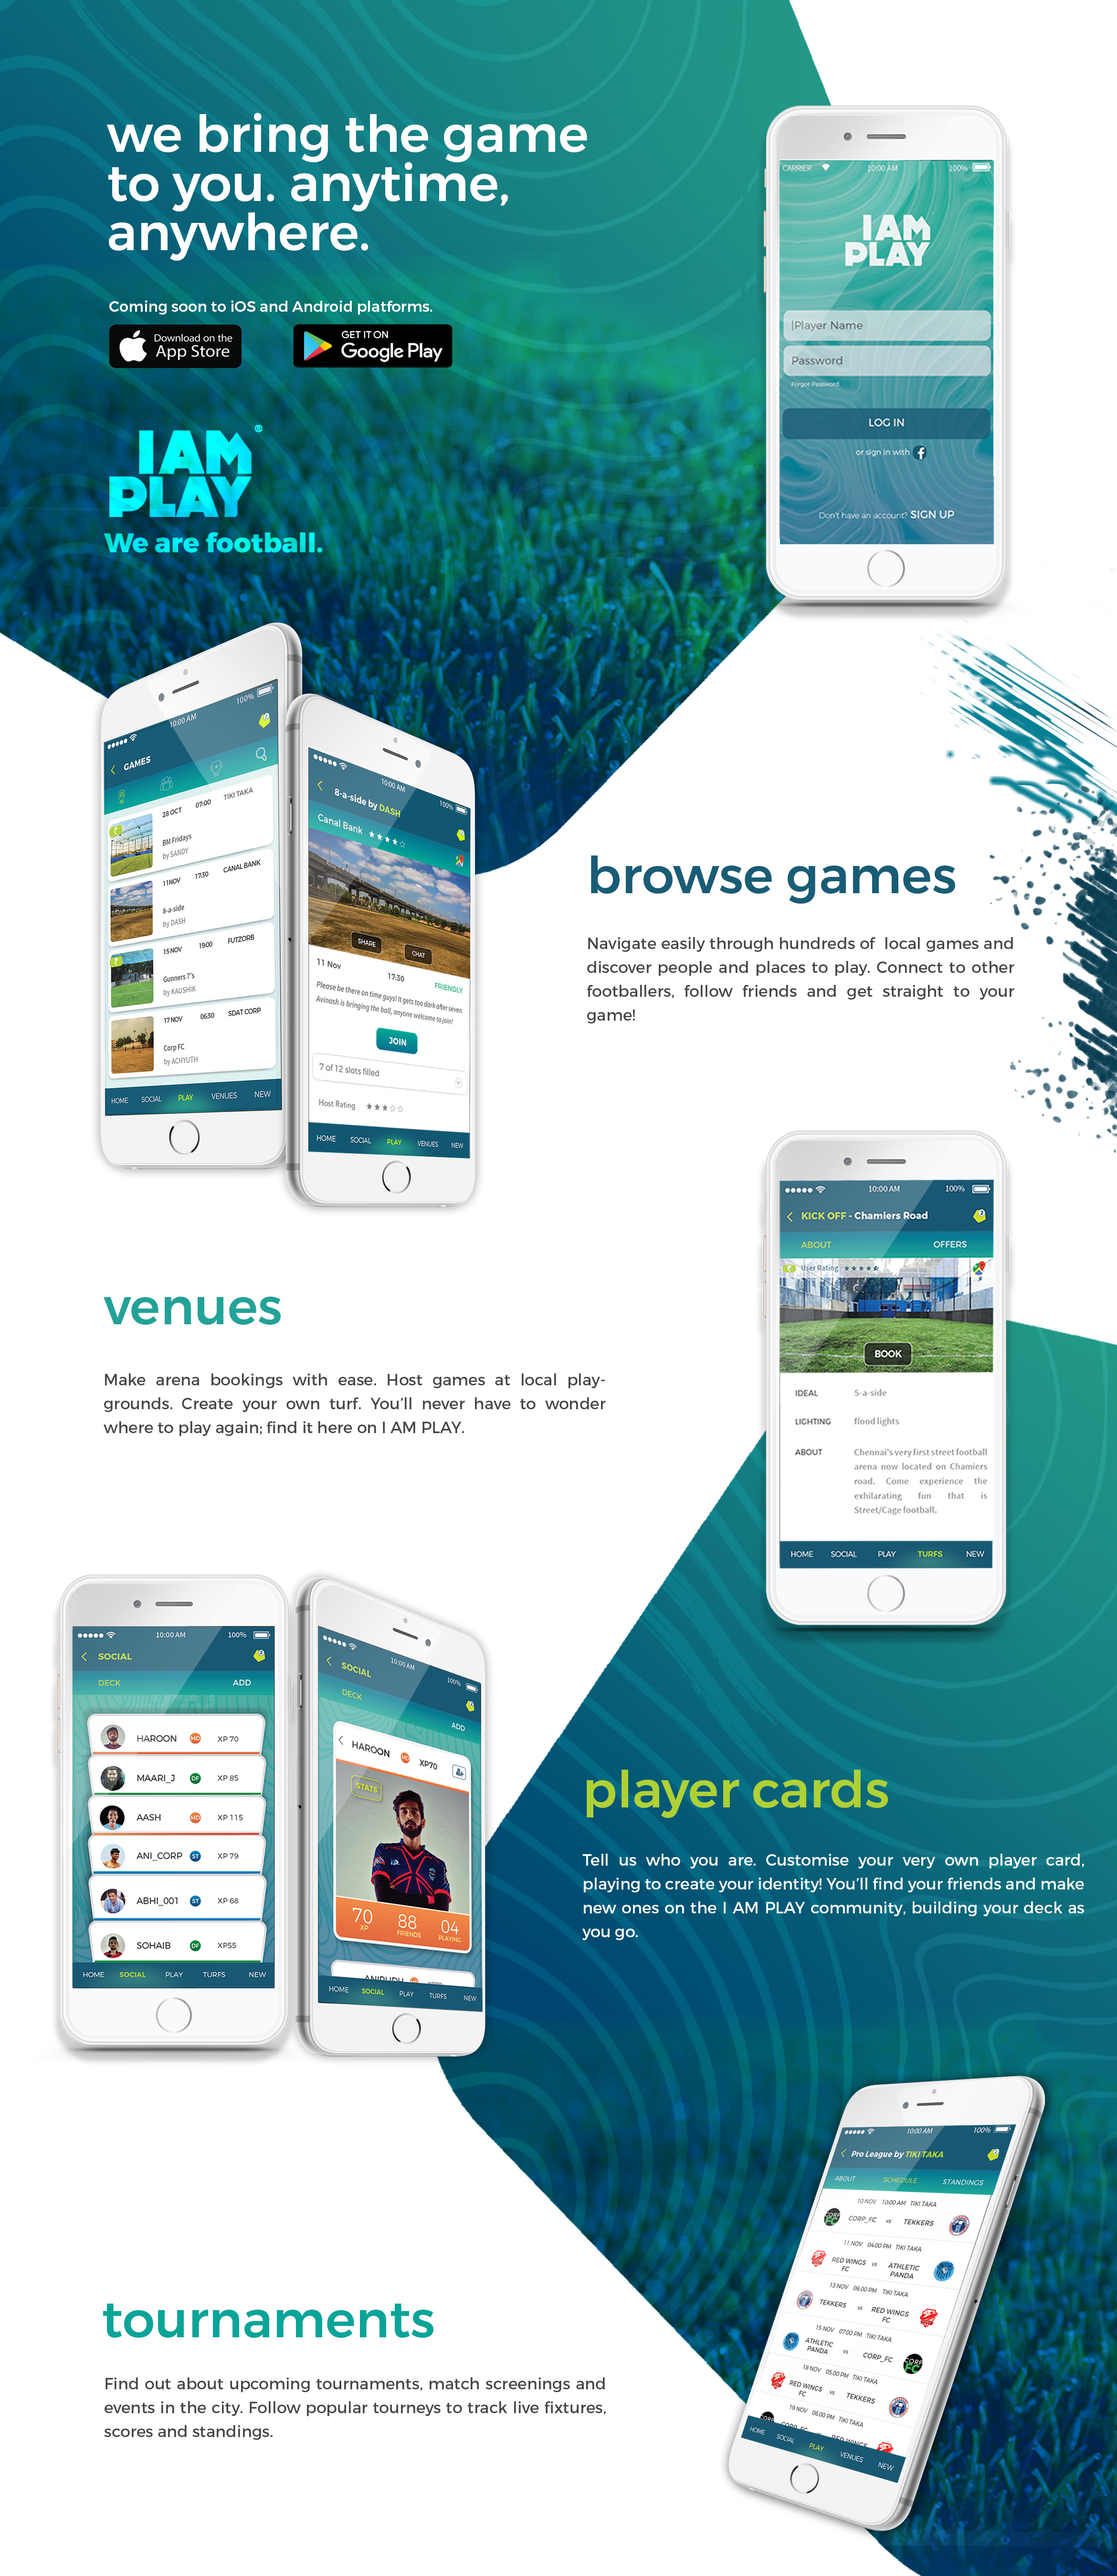 we bring the game
to you. anytime,
anywhere.
Coming soon to iOS and Android platforms.
Download on the
App Store
GET IT ON
Google Play
I AM
PLAY
®
We are football.
CARRIER 10:00 AM 100%
I AM
PLAY
Player Name
Password
Forgot Password
LOG IN
or sign in with f
Don't have an account? SIGN UP
10:00 AM 100%
GAMES
28 OCT 07:00 TIKI TAKA
BM Fridays
by SANDY
11 NOV 17:30 CANAL BANK
8-a-side
by DASH
15 NOV 19:00 FUTZORB
Gunners 7's
by KAUSHIK
17 NOV 06:30 SDAT CORP
Corp FC
by ACHYUTH
HOME SOCIAL PLAY VENUES NEW
10:00 AM 100%
8-a-side by DASH
Canal Bank
SHARE CHAT
11 Nov 17:30 FRIENDLY
Please be there on time guys! It gets too dark after seven.
Avinash is bringing the ball, anyone welcome to join!
JOIN
7 of 12 slots filled
Host Rating
HOME SOCIAL PLAY VENUES NEW
browse games
Navigate easily through hundreds of local games and
discover people and places to play. Connect to other
footballers, follow friends and get straight to your
game!
10:00 AM 100%
KICK OFF - Chamiers Road
ABOUT OFFERS
User Rating
BOOK
IDEAL 5-a-side
LIGHTING flood lights
ABOUT Chennai's very first street football
arena now located on Chamiers
road. Come experience the
exhilarating fun that is
Street/Cage football.
HOME SOCIAL PLAY TURFS NEW
venues
Make arena bookings with ease. Host games at local play-
grounds. Create your own turf. You'll never have to wonder
where to play again; find it here on I AM PLAY.
10:00 AM 100%
SOCIAL
DECK ADD
HAROON MD XP 70
MAARI_J DF XP 85
AASH MD XP 115
ANI_CORP ST XP 79
ABHI_001 ST XP 68
SOHAIB DF XP55
HOME SOCIAL PLAY TURFS NEW
10:00 AM 100%
SOCIAL
DECK ADD
HAROON MD XP70
STATS
70 88 04
XP FRIENDS PLAYING
HOME SOCIAL PLAY TURFS NEW
player cards
Tell us who you are. Customise your very own player card,
playing to create your identity! You'll find your friends and make
new ones on the I AM PLAY community, building your deck as
you go.
10:00 AM 100%
Pro League by TIKI TAKA
ABOUT SCHEDULE STANDINGS
10 NOV 10:00 AM TIKI TAKA
CORP_FC vs TEKKERS
11 NOV 04:00 PM TIKI TAKA
RED WINGS FC vs ATHLETIC PANDA
13 NOV 06:00 PM TIKI TAKA
TEKKERS vs RED WINGS FC
15 NOV 07:00 PM TIKI TAKA
ATHLETIC PANDA vs CORP_FC
18 NOV 05:00 PM TIKI TAKA
RED WINGS FC vs TEKKERS
19 NOV 06:00 PM TIKI TAKA
HOME SOCIAL PLAY VENUES NEW
tournaments
Find out about upcoming tournaments, match screenings and
events in the city. Follow popular tourneys to track live fixtures,
scores and standings.